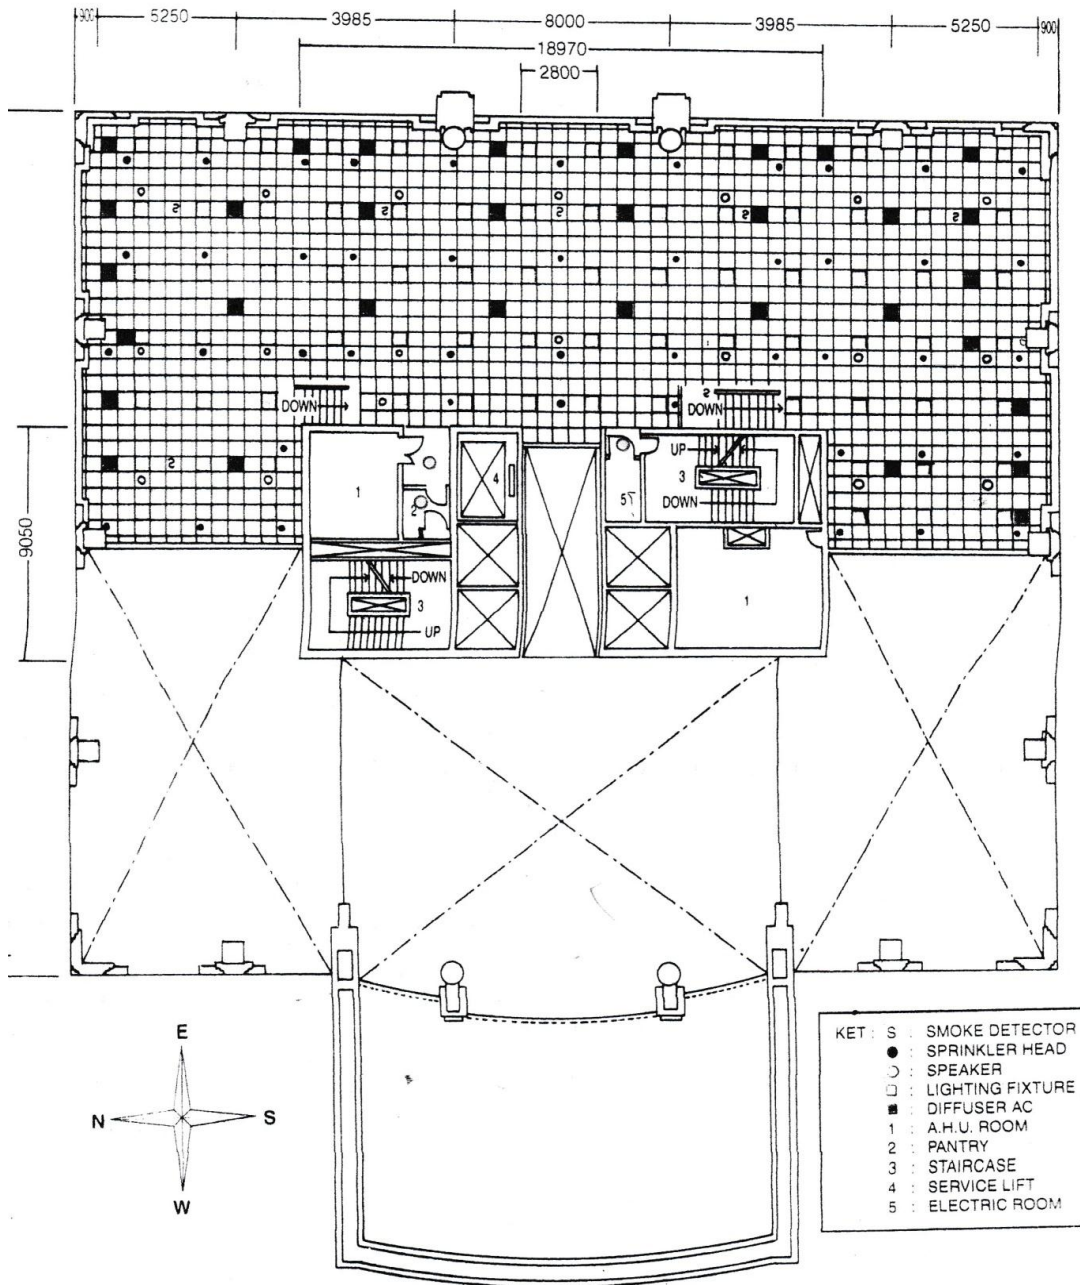 900 5250 3985 8000 3985 5250 900
18970
2800
S S S S S
DOWN
S
DOWN
9050
S
1
2
4
5
UP
3
DOWN
DOWN
3
UP
1
E
N S
W
KET : S : SMOKE DETECTOR
● : SPRINKLER HEAD
○ : SPEAKER
□ : LIGHTING FIXTURE
■ : DIFFUSER AC
1 : A.H.U. ROOM
2 : PANTRY
3 : STAIRCASE
4 : SERVICE LIFT
5 : ELECTRIC ROOM